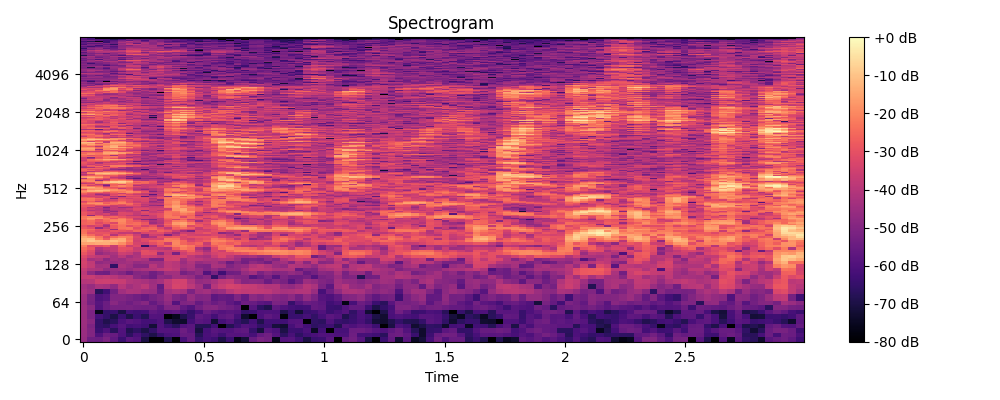 Spectrogram
+0 dB
4096
-10 dB
2048
-20 dB
1024
-30 dB
512
-40 dB
Hz
256
-50 dB
128
-60 dB
64
-70 dB
0
-80 dB
0 0.5 1 1.5 2 2.5
Time